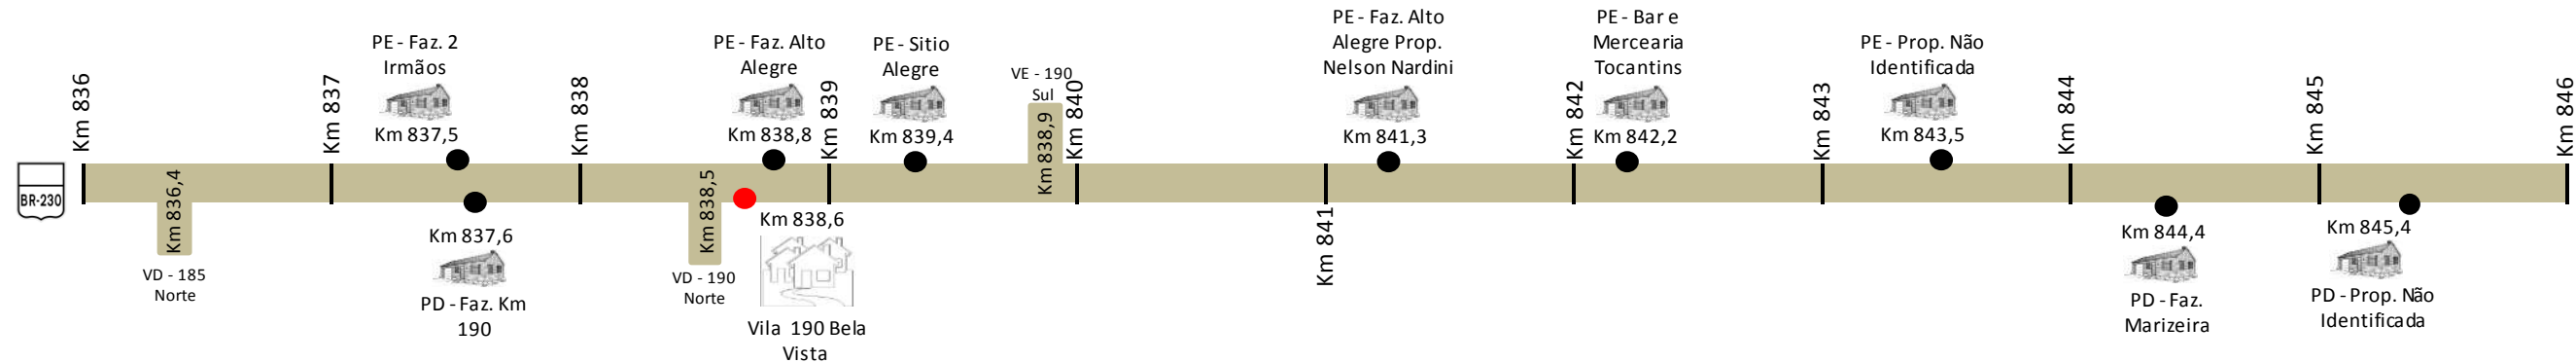 BR-230
Km 836
Km 836,4
VD - 185
Norte
Km 837
PE - Faz. 2
Irmãos
Km 837,5
Km 837,6
PD - Faz. Km
190
Km 838
Km 838,5
VD - 190
Norte
PE - Faz. Alto
Alegre
Km 838,8
Km 838,6
Vila 190 Bela
Vista
Km 839
PE - Sitio
Alegre
Km 839,4
VE - 190
Sul
Km 838,9
Km 840
Km 841
PE - Faz. Alto
Alegre Prop.
Nelson Nardini
Km 841,3
Km 842
PE - Bar e
Mercearia
Tocantins
Km 842,2
Km 843
PE - Prop. Não
Identificada
Km 843,5
Km 844
Km 844,4
PD - Faz.
Marizeira
Km 845
Km 845,4
PD - Prop. Não
Identificada
Km 846